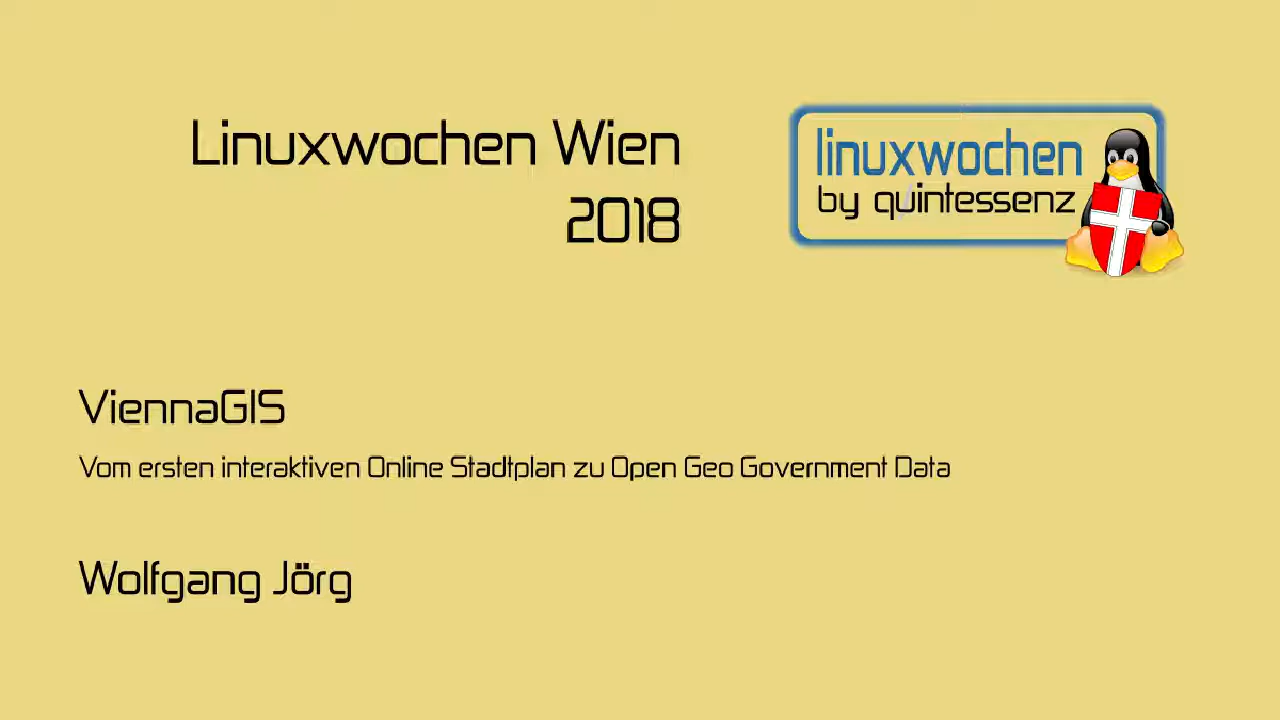 Linuxwochen Wien
2018
linuxwochen
by quintessenz
ViennaGIS
Vom ersten interaktiven Online Stadtplan zu Open Geo Government Data
Wolfgang Jörg